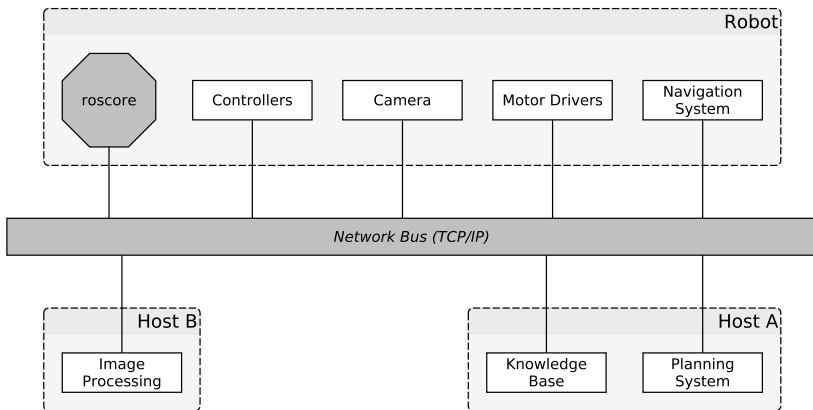 Robot
roscore
Controllers
Camera
Motor Drivers
Navigation
System
Network Bus (TCP/IP)
Host B
Image
Processing
Host A
Knowledge
Base
Planning
System